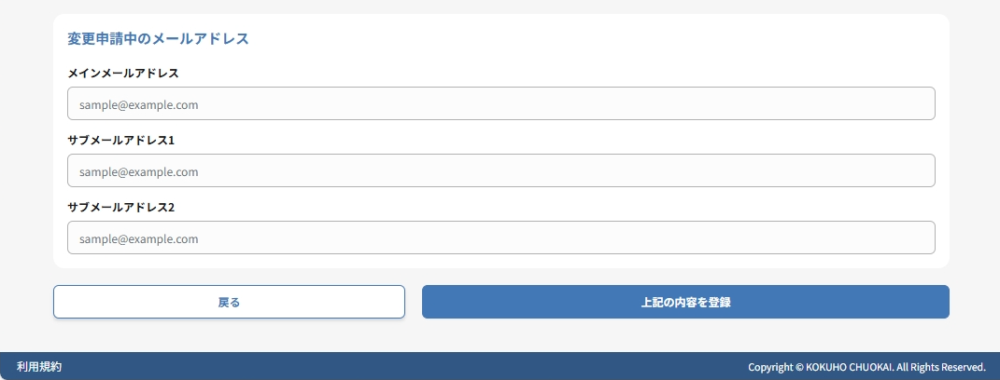 変更申請中のメールアドレス
メインメールアドレス
sample@example.com
サブメールアドレス1
sample@example.com
サブメールアドレス2
sample@example.com
戻る
上記の内容を登録
利用規約
Copyright © KOKUHO CHUOKAI. All Rights Reserved.